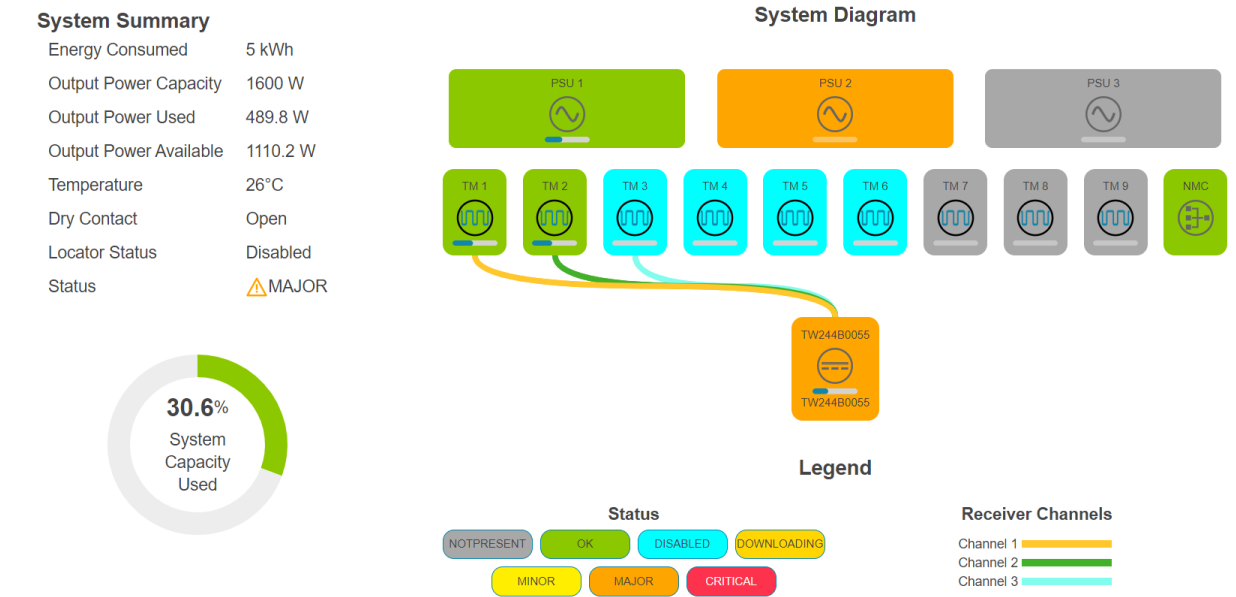 System Summary
Energy Consumed 5 kWh
Output Power Capacity 1600 W
Output Power Used 489.8 W
Output Power Available 1110.2 W
Temperature 26°C
Dry Contact Open
Locator Status Disabled
Status MAJOR
30.6%
System
Capacity
Used
System Diagram
PSU 1 PSU 2 PSU 3
TM 1 TM 2 TM 3 TM 4 TM 5 TM 6 TM 7 TM 8 TM 9 NMC
TW244B0055
TW244B0055
Legend
Status
NOTPRESENT OK DISABLED DOWNLOADING
MINOR MAJOR CRITICAL
Receiver Channels
Channel 1
Channel 2
Channel 3